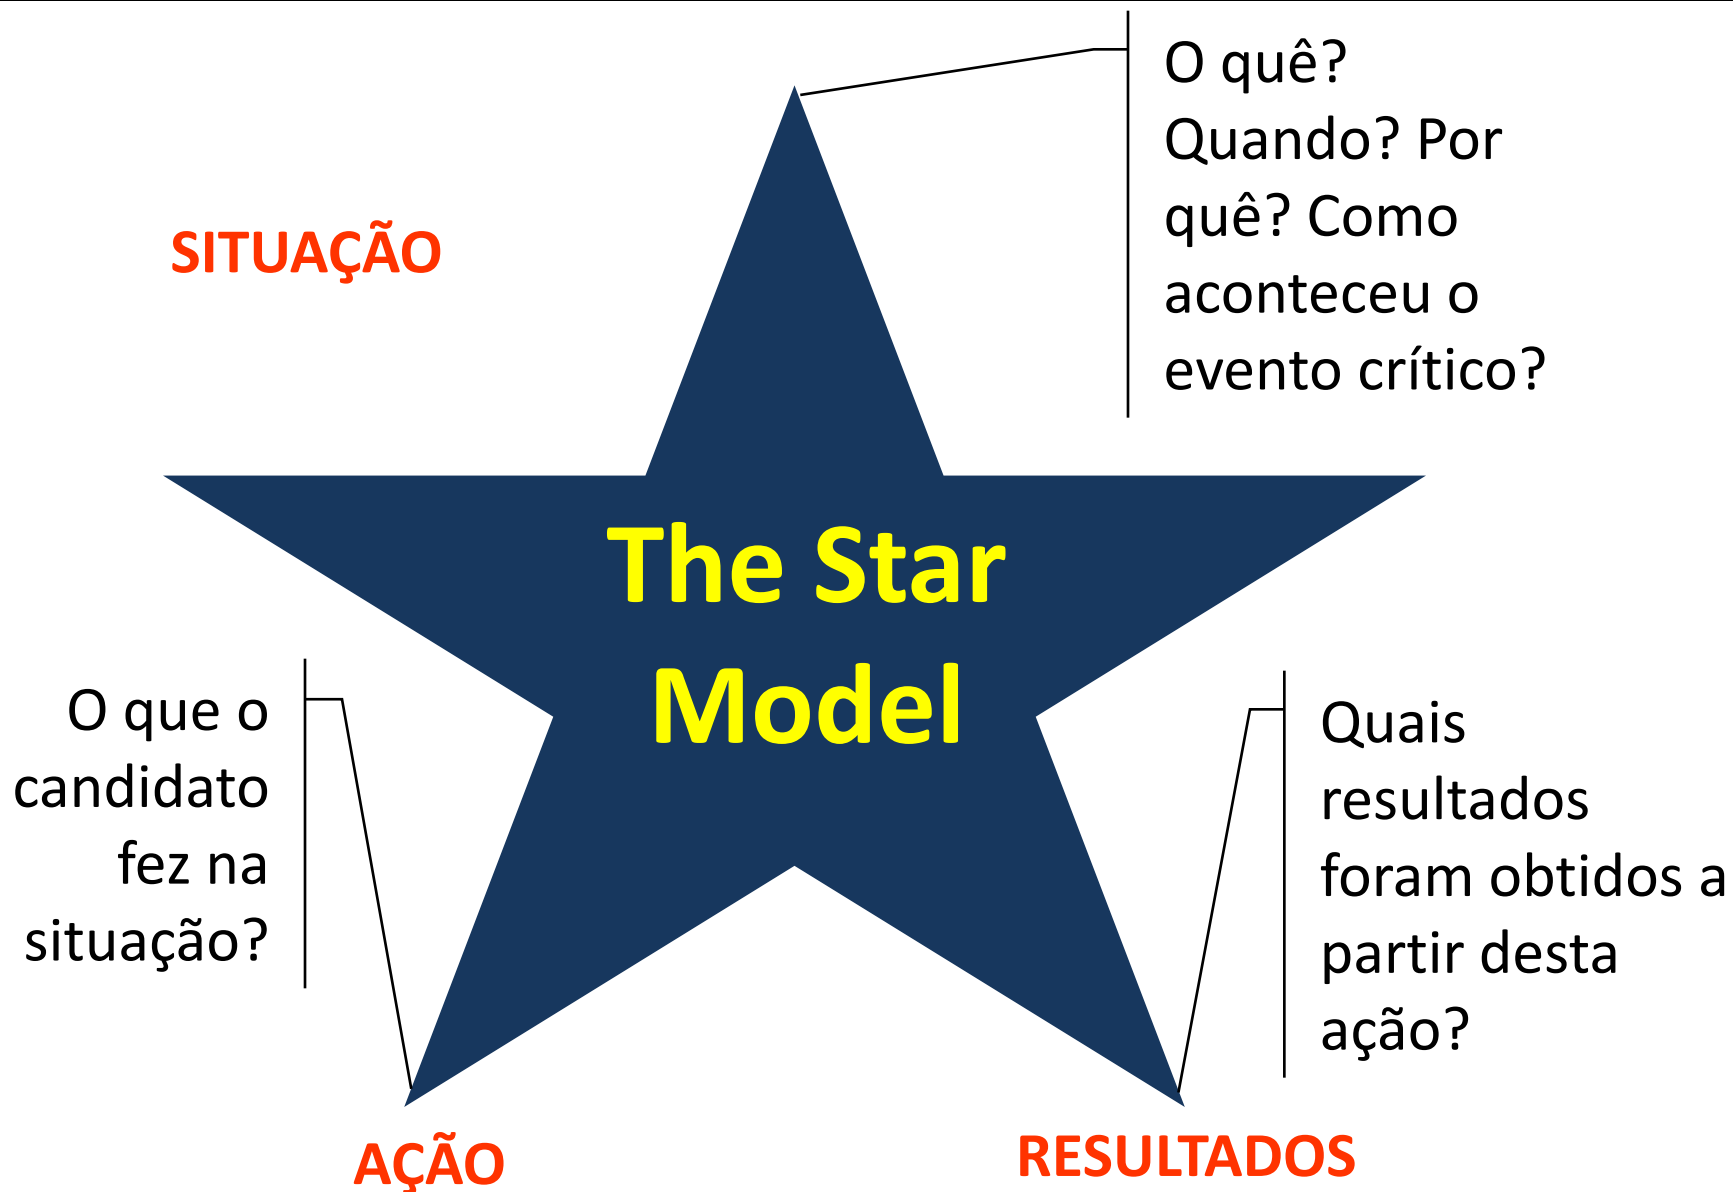 O quê?
Quando? Por
quê? Como
aconteceu o
evento crítico?
SITUAÇÃO
The Star
Model
O que o
candidato
fez na
situação?
Quais
resultados
foram obtidos a
partir desta
ação?
AÇÃO
RESULTADOS